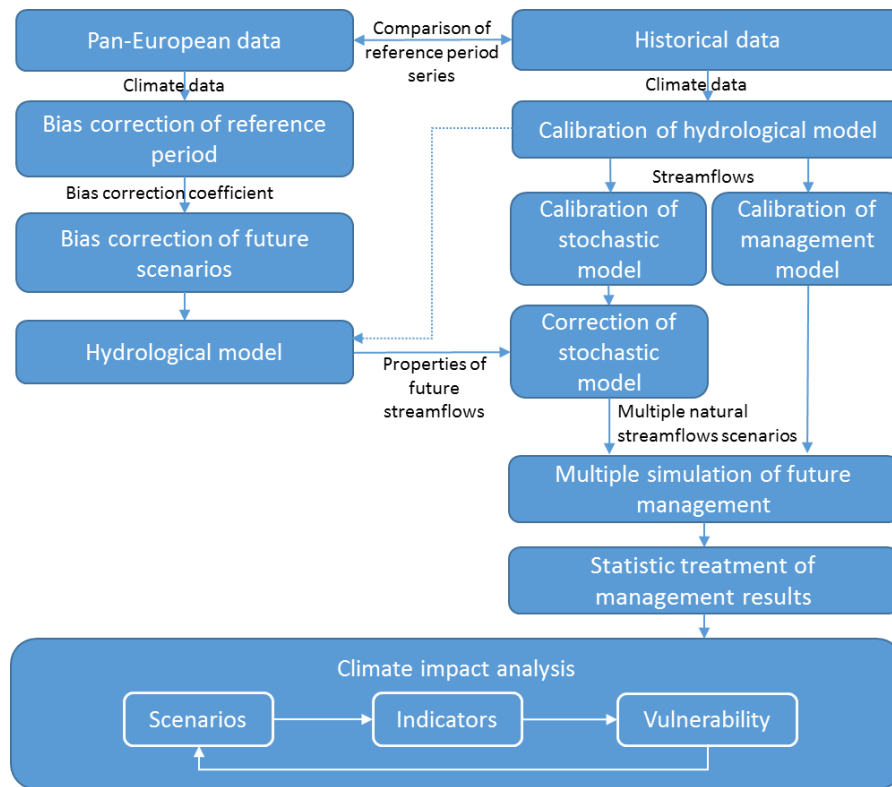 Pan-European data
Comparison of
reference period
series
Historical data
Climate data
Climate data
Bias correction of reference
period
Calibration of hydrological model
Bias correction coefficient
Streamflows
Bias correction of future
scenarios
Calibration of
stochastic model
Calibration of
management model
Hydrological model
Correction of
stochastic model
Properties of
future
streamflows
Multiple natural
streamflows scenarios
Multiple simulation of future
management
Statistic treatment of
management results
Climate impact analysis
Scenarios
Indicators
Vulnerability